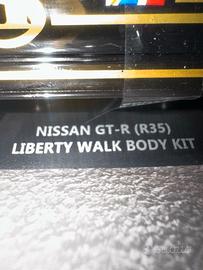 NISSAN GT-R (R35)
LIBERTY WALK BODY KIT